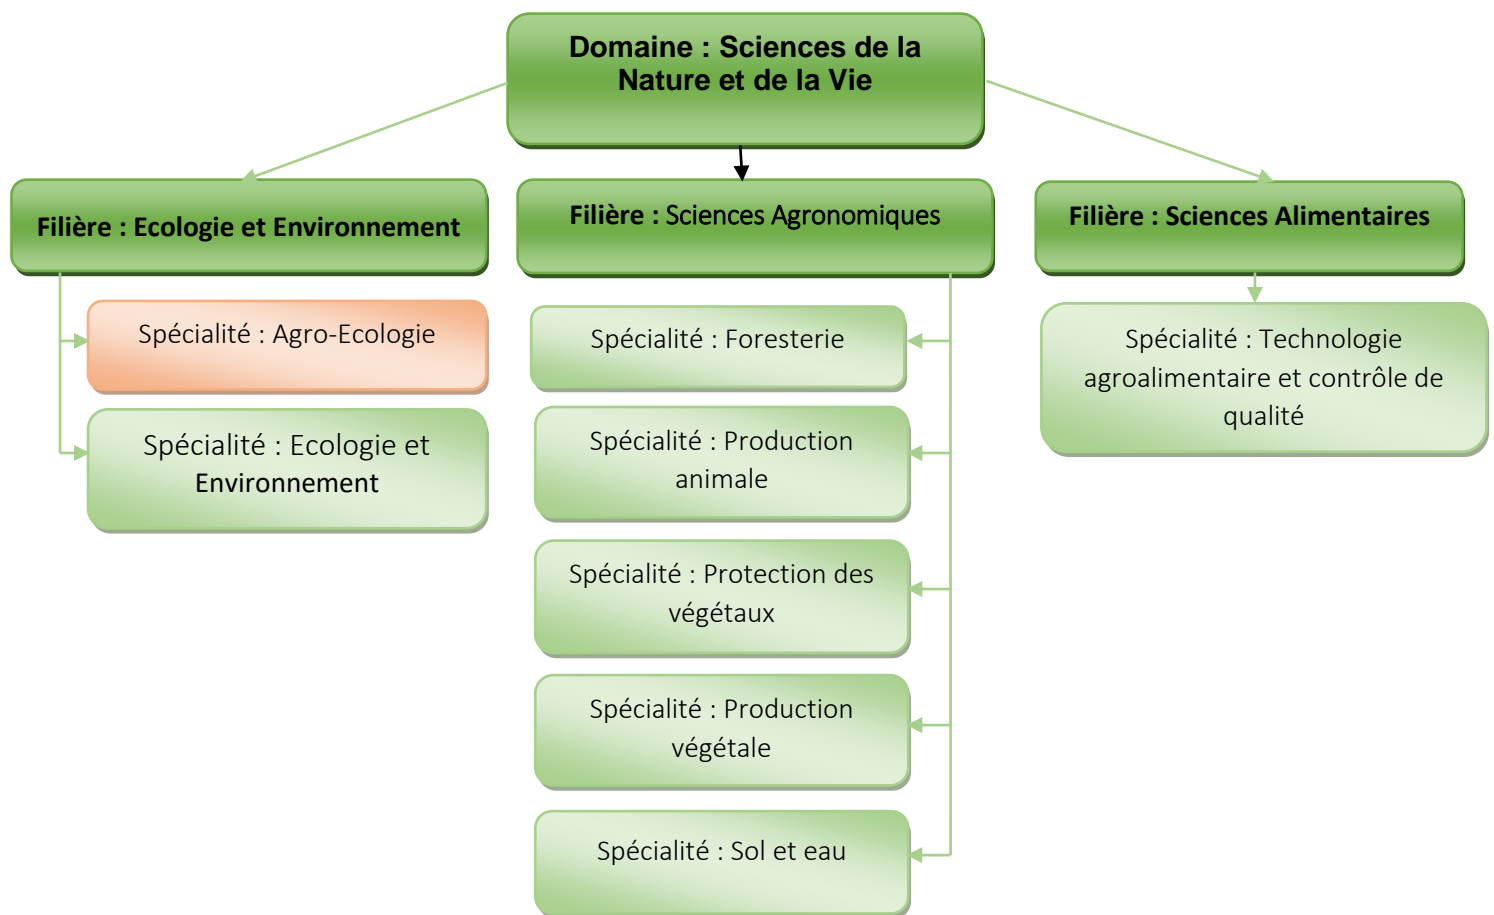 Domaine : Sciences de la
Nature et de la Vie
Filière : Ecologie et Environnement
Filière : Sciences Agronomiques
Filière : Sciences Alimentaires
Spécialité : Agro-Ecologie
Spécialité : Ecologie et
Environnement
Spécialité : Foresterie
Spécialité : Production
animale
Spécialité : Protection des
végétaux
Spécialité : Production
végétale
Spécialité : Sol et eau
Spécialité : Technologie
agroalimentaire et contrôle de
qualité